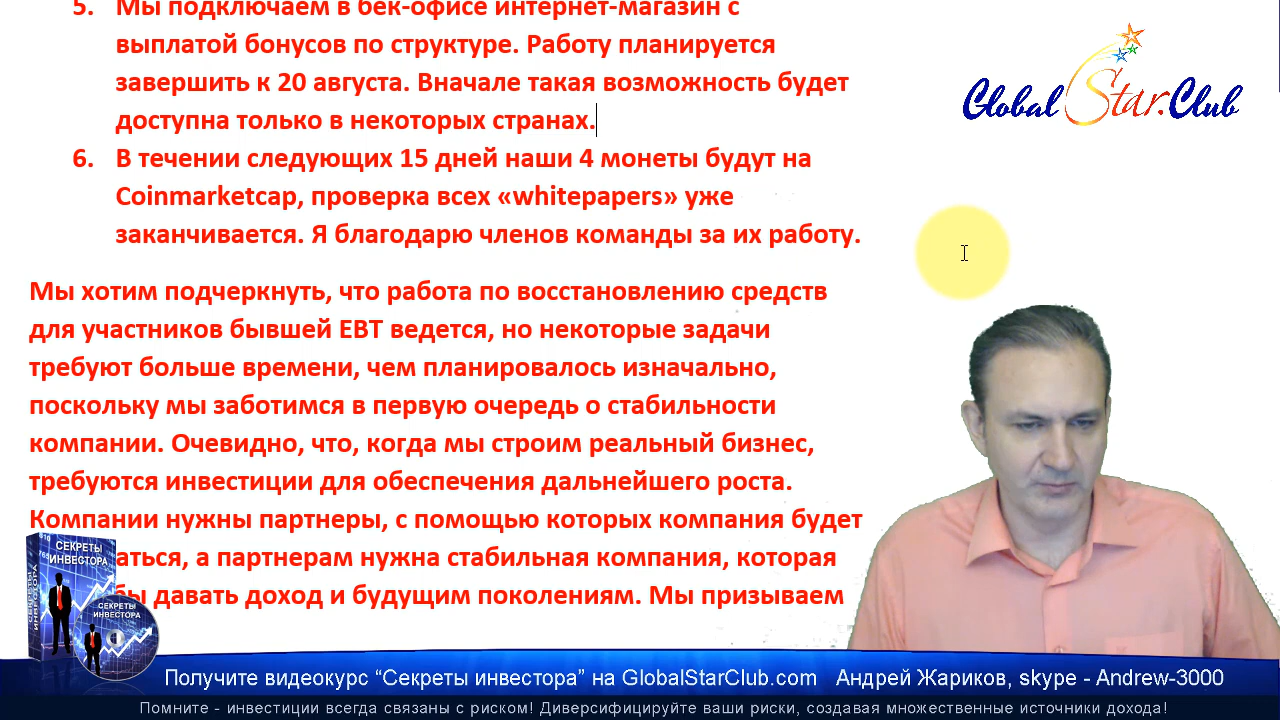 5. Мы подключаем в бек-офисе интернет-магазин с
выплатой бонусов по структуре. Работу планируется
завершить к 20 августа. Вначале такая возможность будет
доступна только в некоторых странах.
6. В течении следующих 15 дней наши 4 монеты будут на
Coinmarketcap, проверка всех «whitepapers» уже
заканчивается. Я благодарю членов команды за их работу.
Мы хотим подчеркнуть, что работа по восстановлению средств
для участников бывшей ЕВТ ведется, но некоторые задачи
требуют больше времени, чем планировалось изначально,
поскольку мы заботимся в первую очередь о стабильности
компании. Очевидно, что, когда мы строим реальный бизнес,
требуются инвестиции для обеспечения дальнейшего роста.
Компании нужны партнеры, с помощью которых компания будет
аться, а партнерам нужна стабильная компания, которая
бы давать доход и будущим поколениям. Мы призываем
Global Star.Club
СЕКРЕТЫ
ИНВЕСТОРА
СЕКРЕТЫ
ИНВЕСТОРА
СЕКРЕТЫ
ИНВЕСТОРА
Получите видеокурс “Секреты инвестора” на GlobalStarClub.com Андрей Жариков, skype - Andrew-3000
Помните - инвестиции всегда связаны с риском! Диверсифицируйте ваши риски, создавая множественные источники дохода!